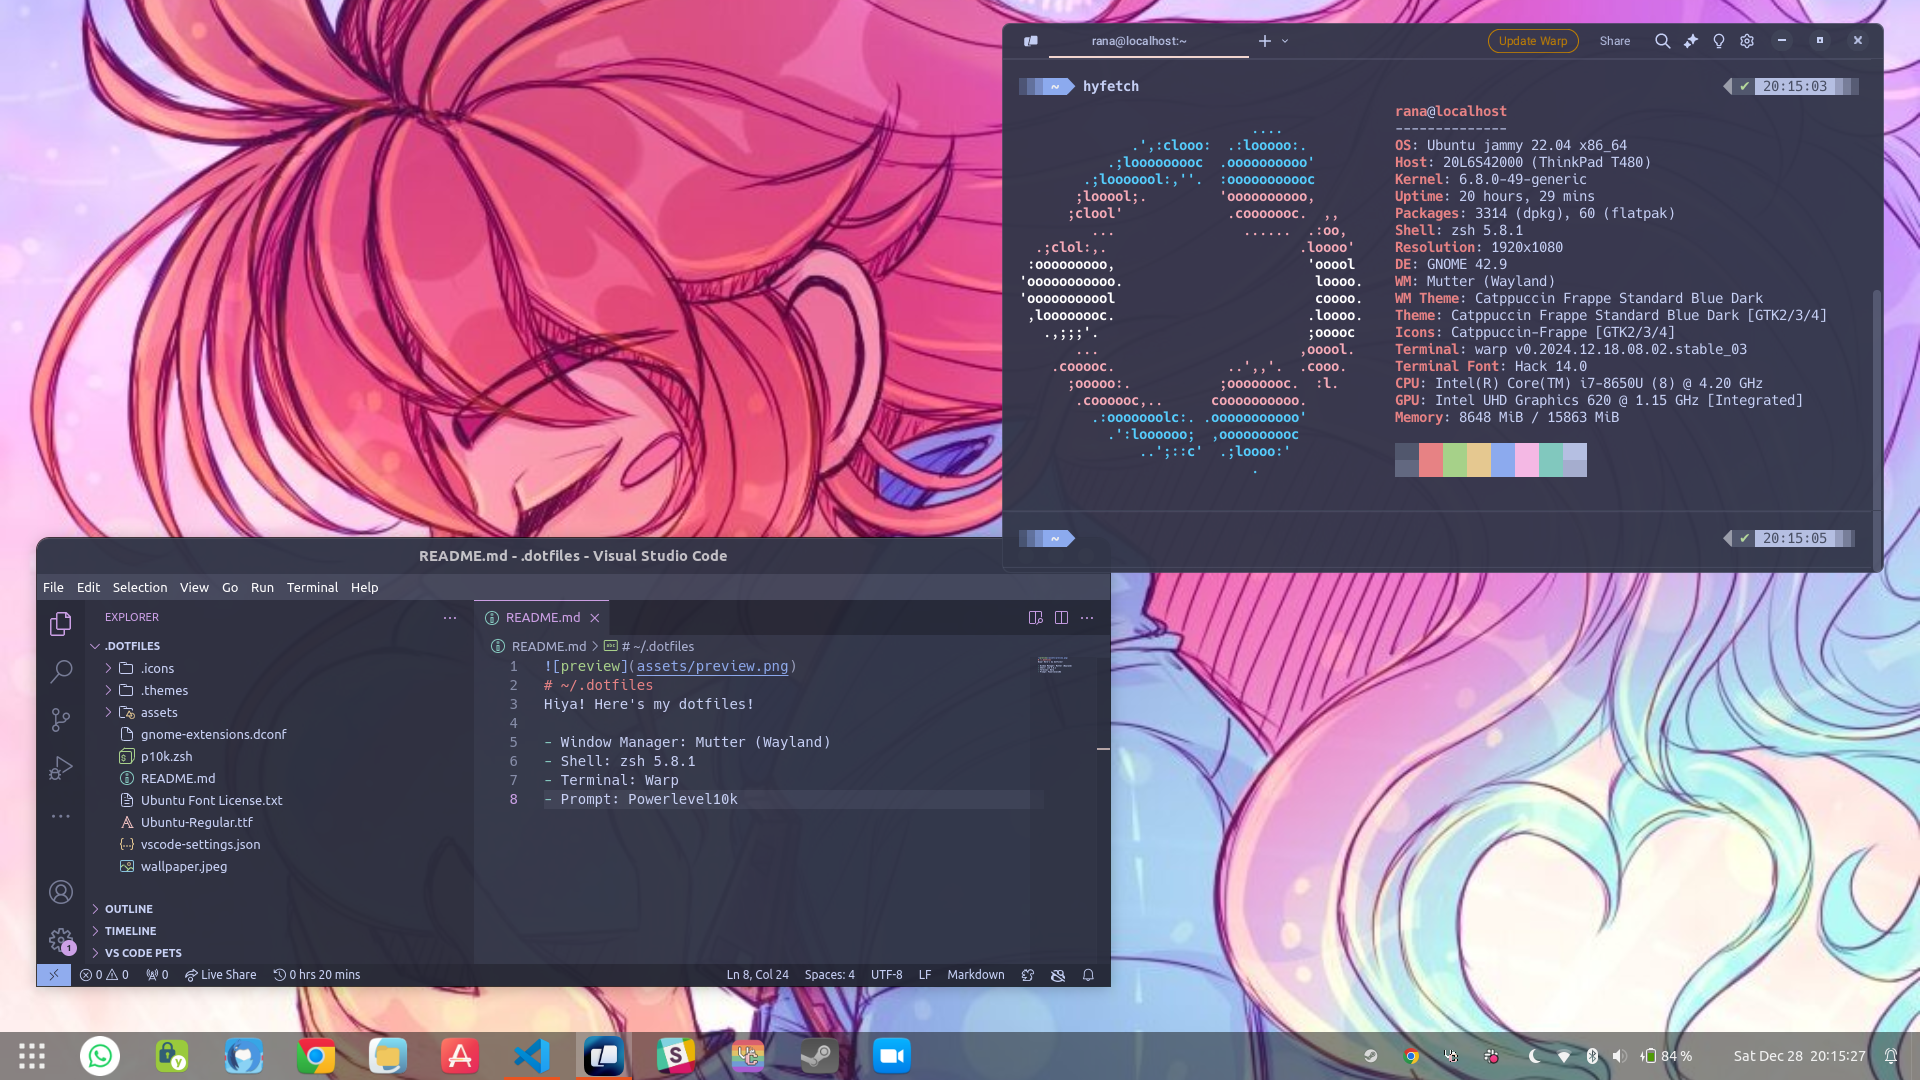 rana@localhost:~
Update Warp
Share
~ hyfetch
✔ 20:15:03
rana@localhost
--------------
OS: Ubuntu jammy 22.04 x86_64
Host: 20L6S42000 (ThinkPad T480)
Kernel: 6.8.0-49-generic
Uptime: 20 hours, 29 mins
Packages: 3314 (dpkg), 60 (flatpak)
Shell: zsh 5.8.1
Resolution: 1920x1080
DE: GNOME 42.9
WM: Mutter (Wayland)
WM Theme: Catppuccin Frappe Standard Blue Dark
Theme: Catppuccin Frappe Standard Blue Dark [GTK2/3/4]
Icons: Catppuccin-Frappe [GTK2/3/4]
Terminal: warp v0.2024.12.18.08.02.stable_03
Terminal Font: Hack 14.0
CPU: Intel(R) Core(TM) i7-8650U (8) @ 4.20 GHz
GPU: Intel UHD Graphics 620 @ 1.15 GHz [Integrated]
Memory: 8648 MiB / 15863 MiB
~
✔ 20:15:05
README.md - .dotfiles - Visual Studio Code
File Edit Selection View Go Run Terminal Help
EXPLORER
.DOTFILES
.icons
.themes
assets
gnome-extensions.dconf
p10k.zsh
README.md
Ubuntu Font License.txt
Ubuntu-Regular.ttf
vscode-settings.json
wallpaper.jpeg
OUTLINE
TIMELINE
VS CODE PETS
1
README.md
README.md > # ~/.dotfiles
1 ![preview](assets/preview.png)
2 # ~/.dotfiles
3 Hiya! Here's my dotfiles!
4
5 - Window Manager: Mutter (Wayland)
6 - Shell: zsh 5.8.1
7 - Terminal: Warp
8 - Prompt: Powerlevel10k
0 0 0 Live Share 0 hrs 20 mins
Ln 8, Col 24 Spaces: 4 UTF-8 LF Markdown
84 %
Sat Dec 28 20:15:27